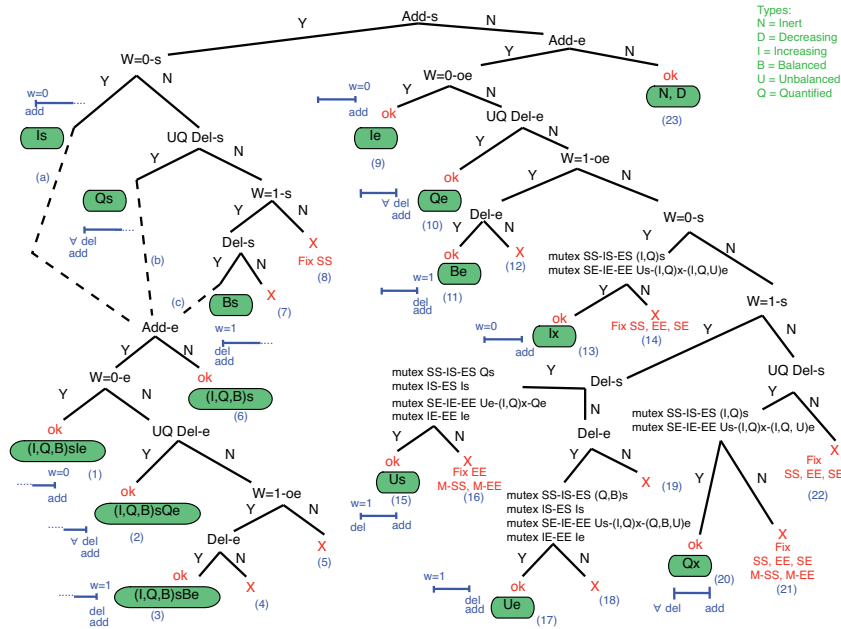 Types:
N = Inert
D = Decreasing
I = Increasing
B = Balanced
U = Unbalanced
Q = Quantified
Add-s
Y
N
W=0-s
Add-e
Y
N
Y
N
w=0
add
Is
(a)
UQ Del-s
Y
N
Qs
∀ del
add
(b)
W=1-s
Y
N
Del-s
X
Fix SS
(8)
Y
N
(c)
Bs
X
(7)
w=1
del
add
Add-e
Y
N
W=0-e
ok
(I,Q,B)s
(6)
Y
N
ok
(I,Q,B)sIe
(1)
w=0
add
UQ Del-e
Y
N
ok
(I,Q,B)sQe
(2)
∀ del
add
W=1-oe
Y
N
Del-e
X
(5)
Y
N
ok
(I,Q,B)sBe
(3)
w=1
del
add
X
(4)
W=0-oe
ok
N, D
(23)
Y
N
w=0
add
ok
Ie
(9)
UQ Del-e
Y
N
ok
Qe
(10)
∀ del
add
W=1-oe
Y
N
Del-e
Y
N
ok
Be
(11)
w=1
del
add
X
(12)
W=0-s
Y
N
mutex SS-IS-ES (I,Q)s
mutex SE-IE-EE Us-(I,Q)x-(I,Q,U)e
Y
N
ok
Ix
(13)
w=0
add
X
Fix SS, EE, SE
(14)
W=1-s
Y
N
Del-s
UQ Del-s
Y
N
mutex SS-IS-ES Qs
mutex IS-ES Is
mutex SE-IE-EE Ue-(I,Q)x-Qe
mutex IE-EE Ie
Y
N
ok
Us
(15)
w=1
del
add
X
Fix EE
M-SS, M-EE
(16)
N
Del-e
Y
N
X
(19)
mutex SS-IS-ES (Q,B)s
mutex IS-ES Is
mutex SE-IE-EE Us-(I,Q)x-(Q,B,U)e
mutex IE-EE Ie
Y
N
ok
Ue
(17)
w=1
del
add
X
(18)
mutex SS-IS-ES (I,Q)s
mutex SE-IE-EE Us-(I,Q)x-(I,Q, U)e
X
Fix
SS, EE, SE
(22)
Y
N
ok
Qx
(20)
∀ del
add
X
Fix
SS, EE, SE
M-SS, M-EE
(21)